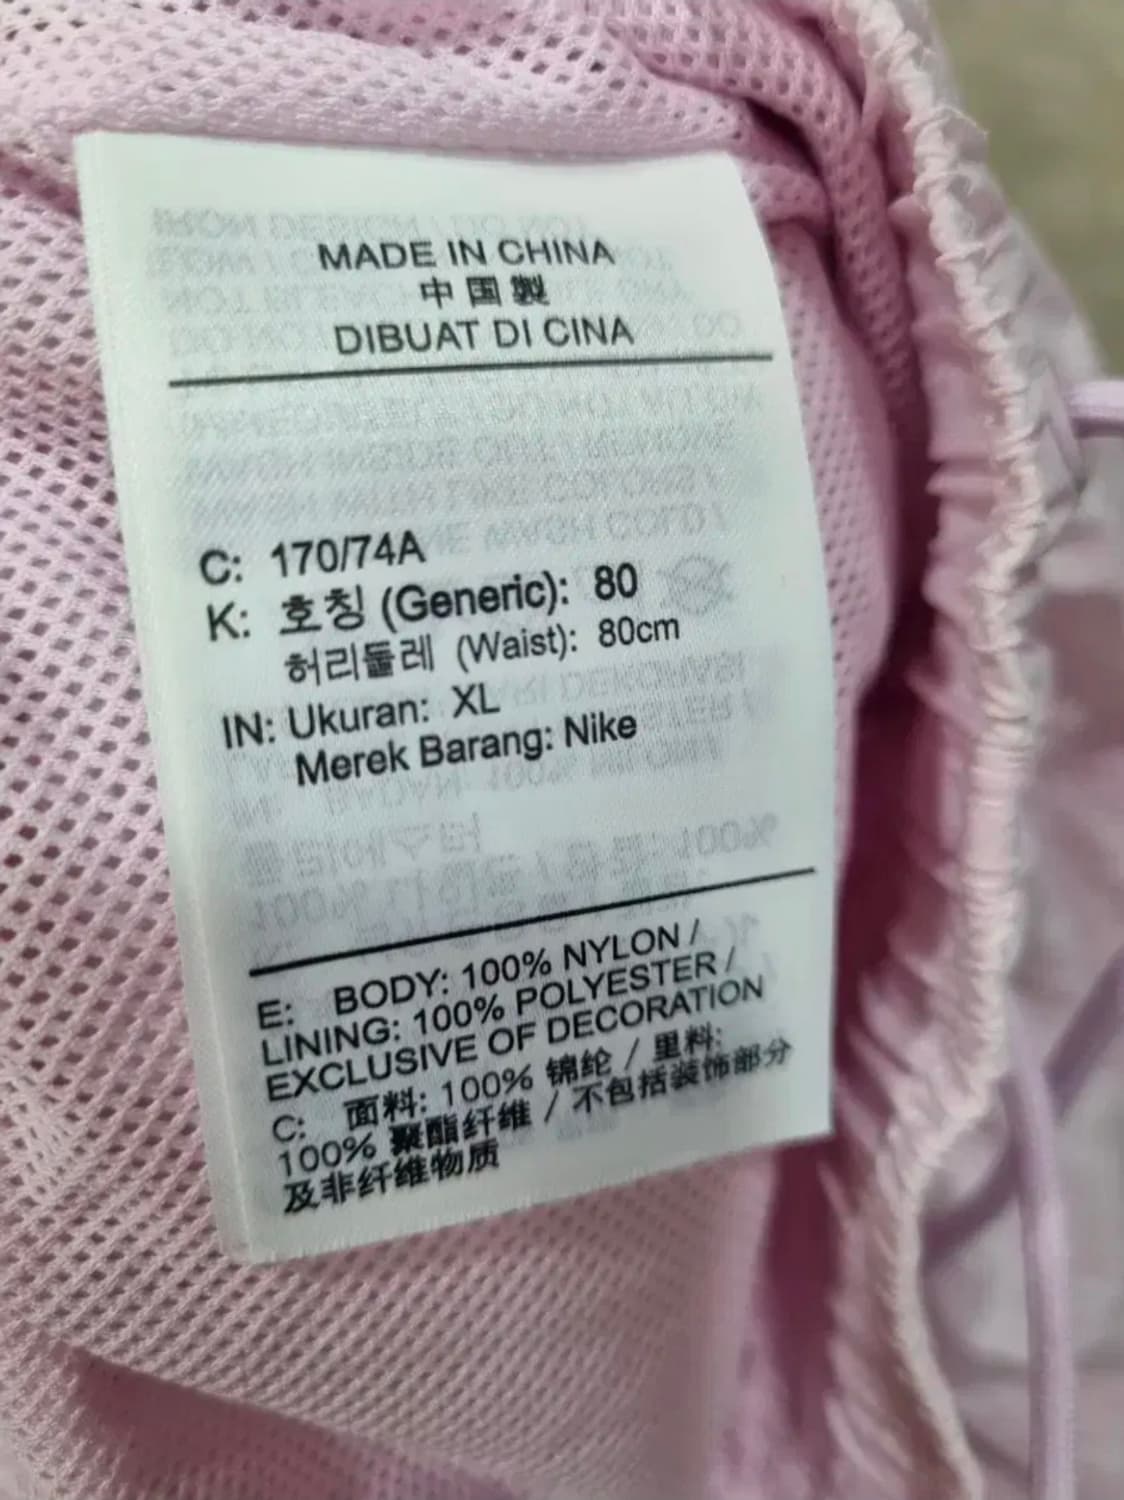 MADE IN CHINA
中国製
DIBUAT DI CINA
C: 170/74A
K: 호칭 (Generic): 80
허리둘레 (Waist): 80cm
IN: Ukuran: XL
Merek Barang: Nike
E: BODY: 100% NYLON /
LINING: 100% POLYESTER /
EXCLUSIVE OF DECORATION
C: 面料: 100% 锦纶 / 里料:
100% 聚酯纤维 / 不包括装饰部分
及非纤维物质